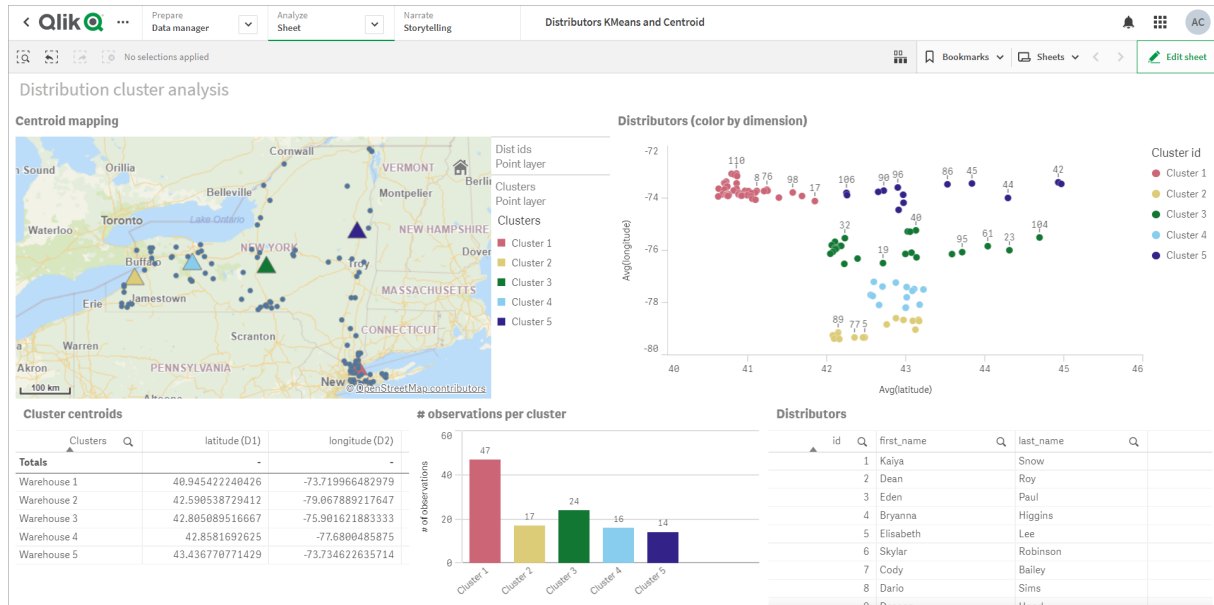 Qlik
Prepare
Data manager
Analyze
Sheet
Narrate
Storytelling
Distributors KMeans and Centroid
AC
No selections applied
Bookmarks
Sheets
Edit sheet
Distribution cluster analysis
Centroid mapping
Cornwall
n Sound
Orillia
VERMONT
Berlin
Belleville
Montpelier
Toronto
Lake Ontario
Waterloo
NEW YORK
NEW HAMPSHIRE
Dover
Buffalo
Troy
MASSACHUSETTS
Erie
Jamestown
CONNECTICUT
Scranton
Warren
Akron
PENNSYLVANIA
New
100 km
© OpenStreetMap contributors
Altoona
Dist ids
Point layer
Clusters
Point layer
Clusters
Cluster 1
Cluster 2
Cluster 3
Cluster 4
Cluster 5
Distributors (color by dimension)
-72
-74
-76
-78
-80
Avg(longitude)
110
8
76
98
17
106
90
96
86
45
44
42
32
19
40
95
61
23
104
89
77
5
40
41
42
43
44
45
46
Avg(latitude)
Cluster id
Cluster 1
Cluster 2
Cluster 3
Cluster 4
Cluster 5
Cluster centroids
Clusters latitude (D1) longitude (D2)
Totals - -
Warehouse 1 40.945422240426 -73.719966482979
Warehouse 2 42.590538729412 -79.067889217647
Warehouse 3 42.805089516667 -75.901621883333
Warehouse 4 42.8581692625 -77.6800485875
Warehouse 5 43.436770771429 -73.734622635714
# observations per cluster
60
40
20
0
# of observations
47
17
24
16
14
Cluster 1
Cluster 2
Cluster 3
Cluster 4
Cluster 5
Distributors
id first_name last_name
1 Kaiya Snow
2 Dean Roy
3 Eden Paul
4 Bryanna Higgins
5 Elisabeth Lee
6 Skylar Robinson
7 Cody Bailey
8 Dario Sims